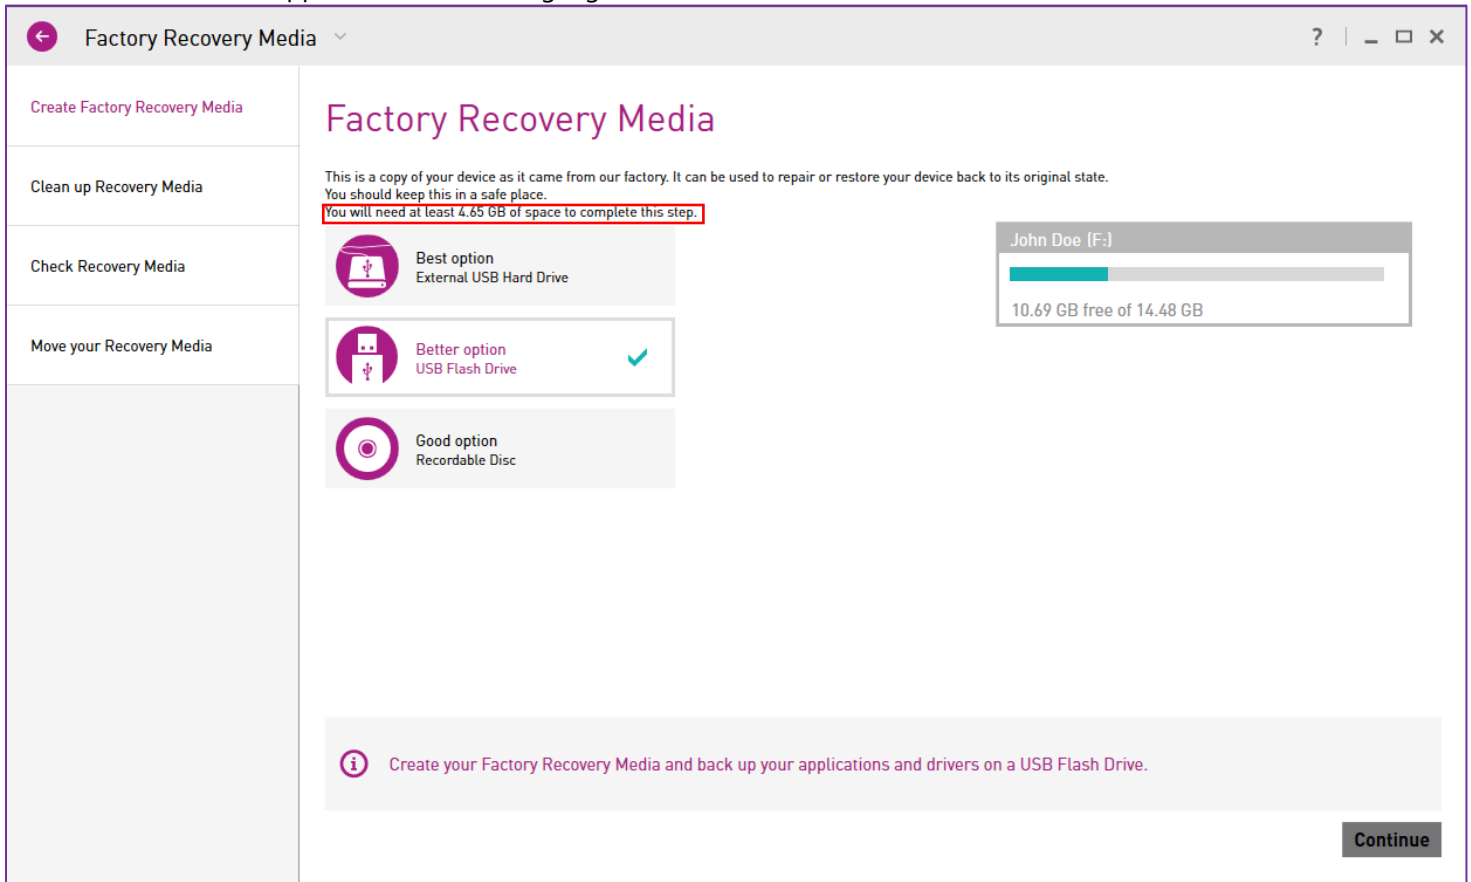 Factory Recovery Media
?
Create Factory Recovery Media
Clean up Recovery Media
Check Recovery Media
Move your Recovery Media
Factory Recovery Media
This is a copy of your device as it came from our factory. It can be used to repair or restore your device back to its original state.
You should keep this in a safe place.
You will need at least 4.65 GB of space to complete this step.
Best option
External USB Hard Drive
Better option
USB Flash Drive
Good option
Recordable Disc
John Doe (F:)
10.69 GB free of 14.48 GB
Create your Factory Recovery Media and back up your applications and drivers on a USB Flash Drive.
Continue